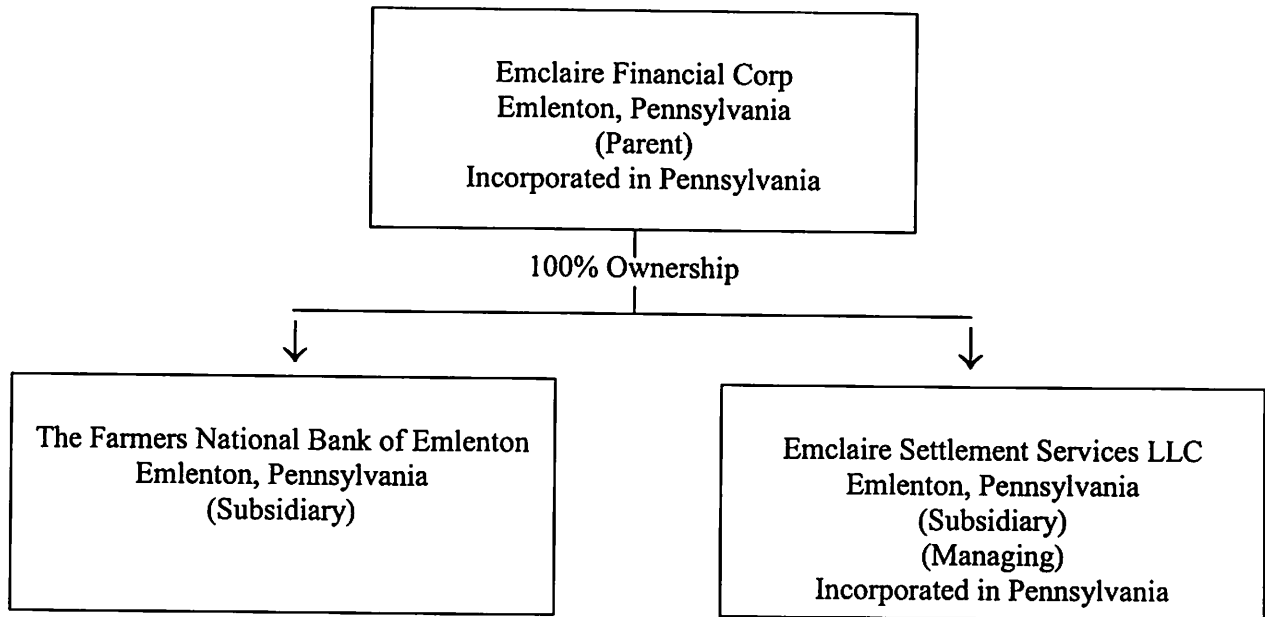 Emclaire Financial Corp
Emlenton, Pennsylvania
(Parent)
Incorporated in Pennsylvania
100% Ownership
The Farmers National Bank of Emlenton
Emlenton, Pennsylvania
(Subsidiary)
Emclaire Settlement Services LLC
Emlenton, Pennsylvania
(Subsidiary)
(Managing)
Incorporated in Pennsylvania